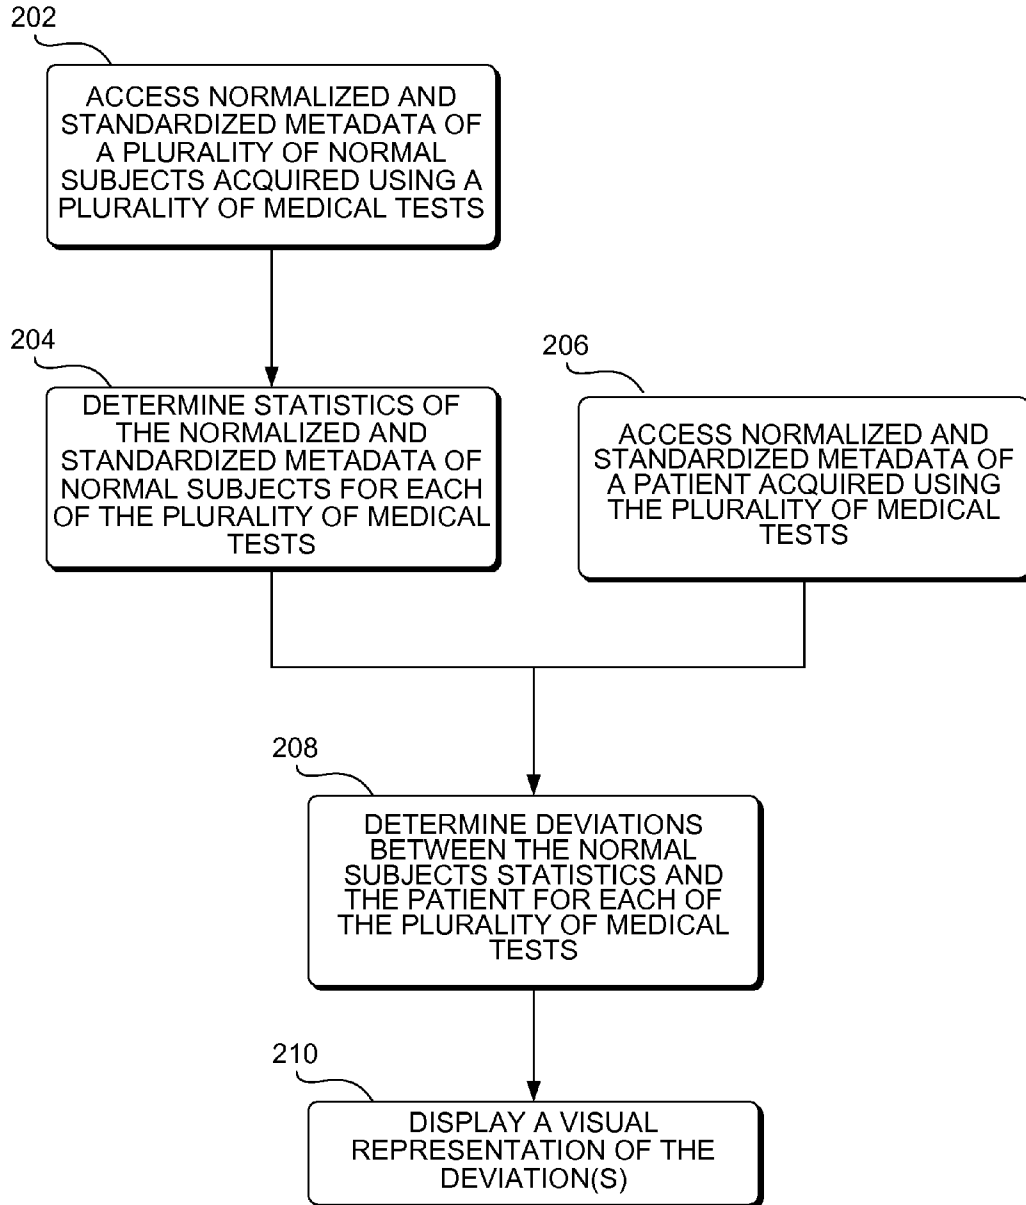 202
ACCESS NORMALIZED AND
STANDARDIZED METADATA OF
A PLURALITY OF NORMAL
SUBJECTS ACQUIRED USING A
PLURALITY OF MEDICAL TESTS
204
DETERMINE STATISTICS OF
THE NORMALIZED AND
STANDARDIZED METADATA OF
NORMAL SUBJECTS FOR EACH
OF THE PLURALITY OF MEDICAL
TESTS
206
ACCESS NORMALIZED AND
STANDARDIZED METADATA OF
A PATIENT ACQUIRED USING
THE PLURALITY OF MEDICAL
TESTS
208
DETERMINE DEVIATIONS
BETWEEN THE NORMAL
SUBJECTS STATISTICS AND
THE PATIENT FOR EACH OF
THE PLURALITY OF MEDICAL
TESTS
210
DISPLAY A VISUAL
REPRESENTATION OF THE
DEVIATION(S)